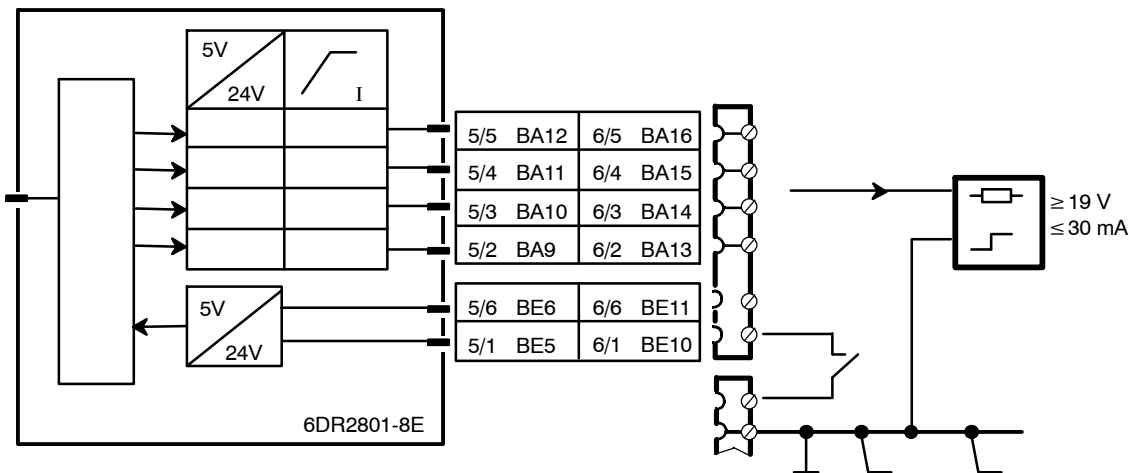 5V
24V I
5/5 BA12 6/5 BA16
5/4 BA11 6/4 BA15
5/3 BA10 6/3 BA14
5/2 BA9 6/2 BA13
≥ 19 V
≤ 30 mA
5V
24V
5/6 BE6 6/6 BE11
5/1 BE5 6/1 BE10
6DR2801-8E